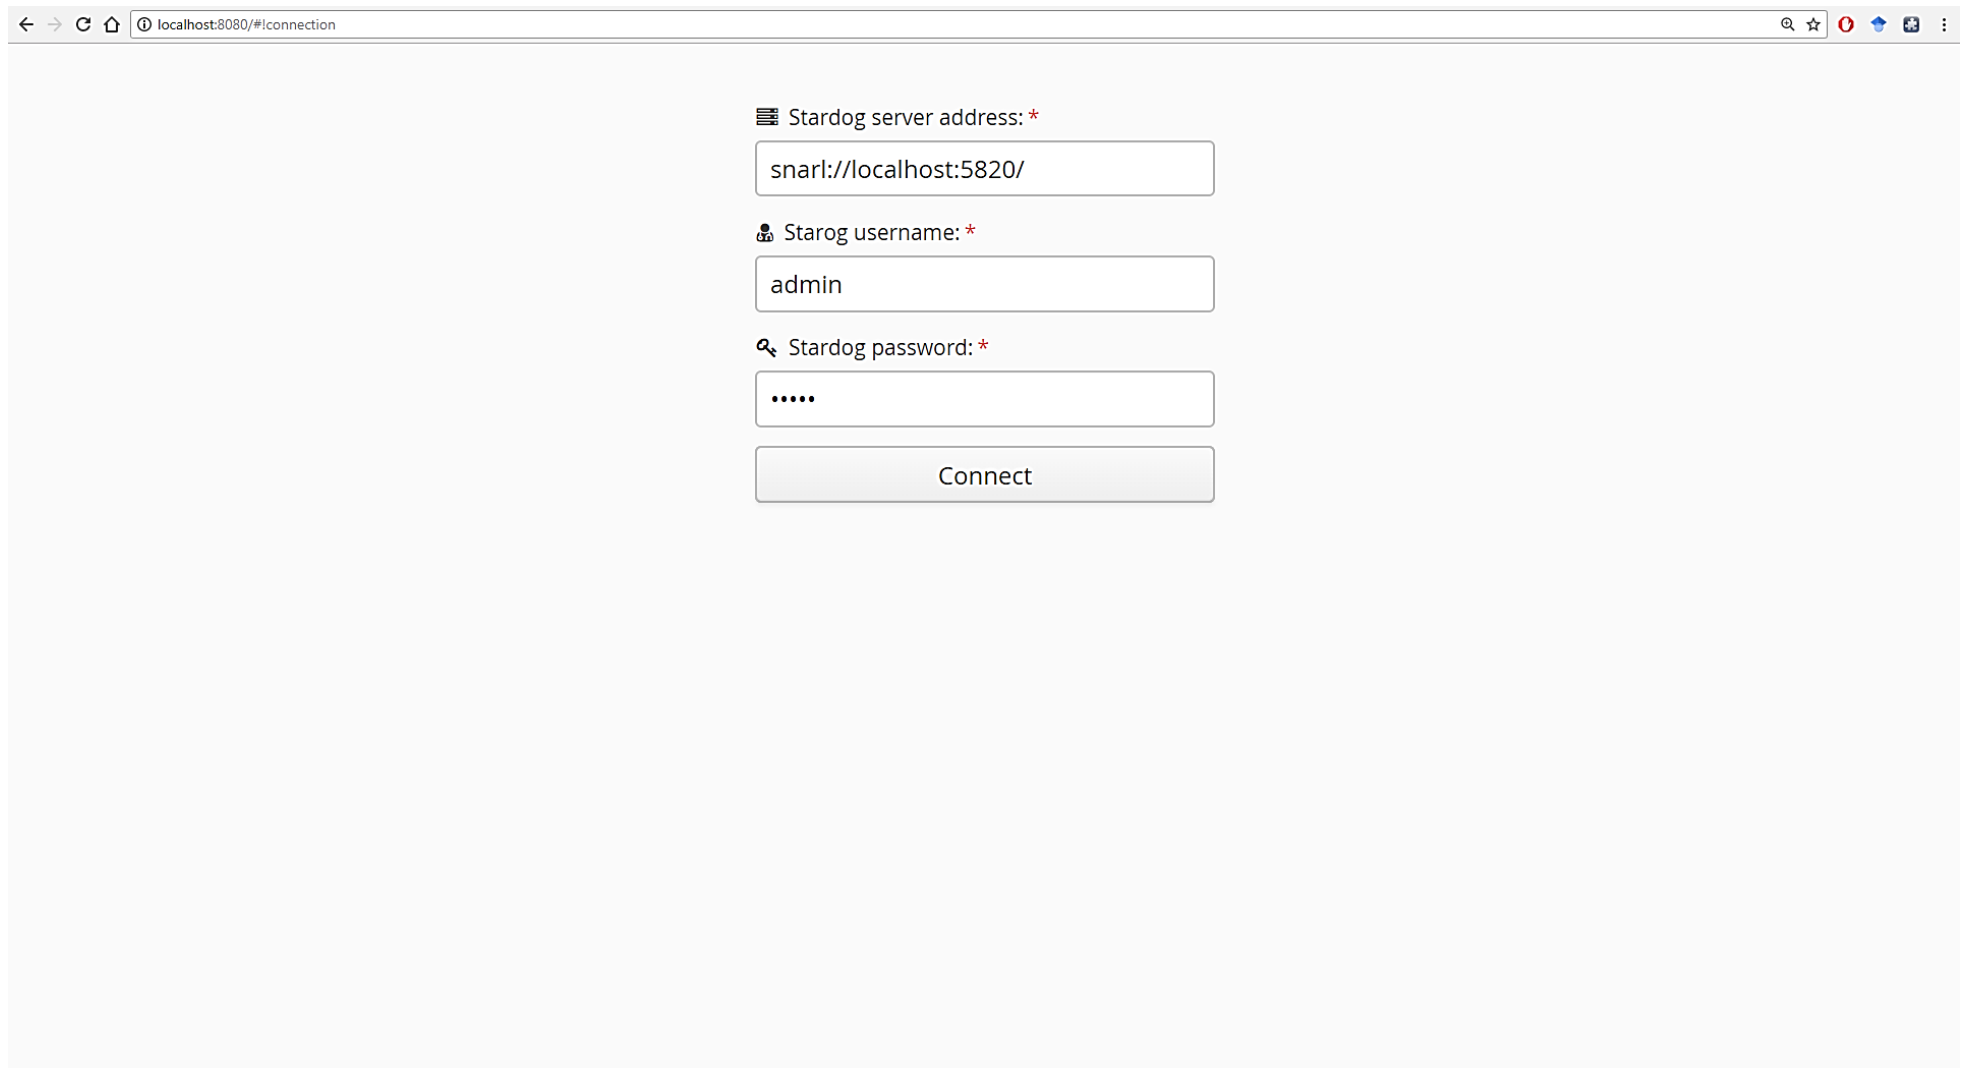 localhost:8080/#!connection
Stardog server address: *
snarl://localhost:5820/
Starog username: *
admin
Stardog password: *
•••••
Connect